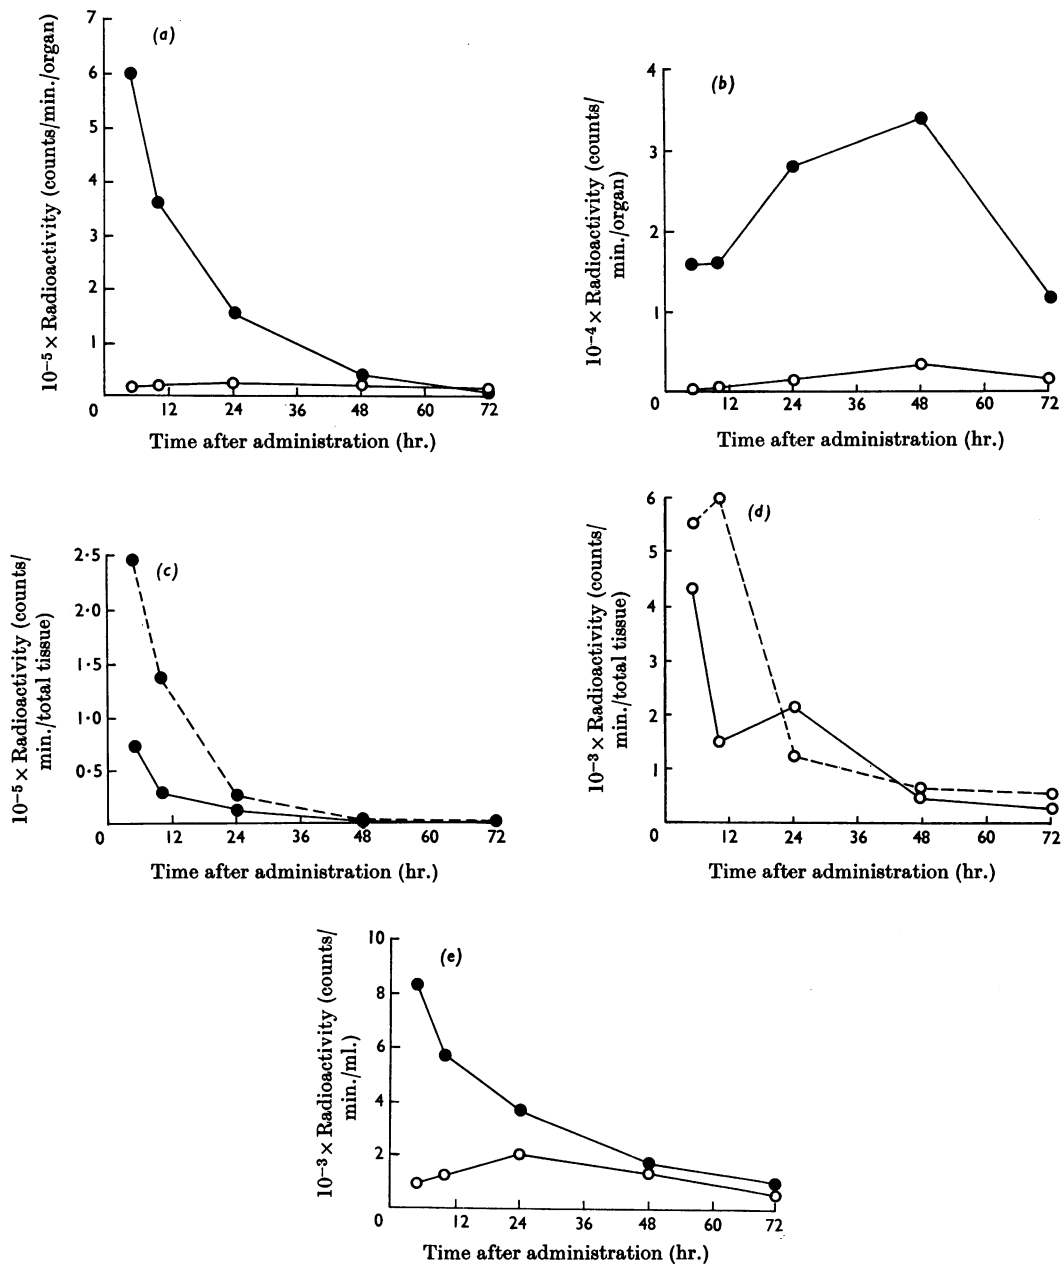 (a)
10⁻⁵ × Radioactivity (counts/min./organ)
7
6
5
4
3
2
1
0 12 24 36 48 60 72
Time after administration (hr.)
(b)
10⁻⁴ × Radioactivity (counts/
min./organ)
4
3
2
1
0 12 24 36 48 60 72
Time after administration (hr.)
(c)
10⁻⁵ × Radioactivity (counts/
min./total tissue)
2·5
2·0
1·5
1·0
0·5
0 12 24 36 48 60 72
Time after administration (hr.)
(d)
10⁻³ × Radioactivity (counts/
min./total tissue)
6
5
4
3
2
1
0 12 24 36 48 60 72
Time after administration (hr.)
(e)
10⁻³ × Radioactivity (counts/
min./ml.)
10
8
6
4
2
0 12 24 36 48 60 72
Time after administration (hr.)